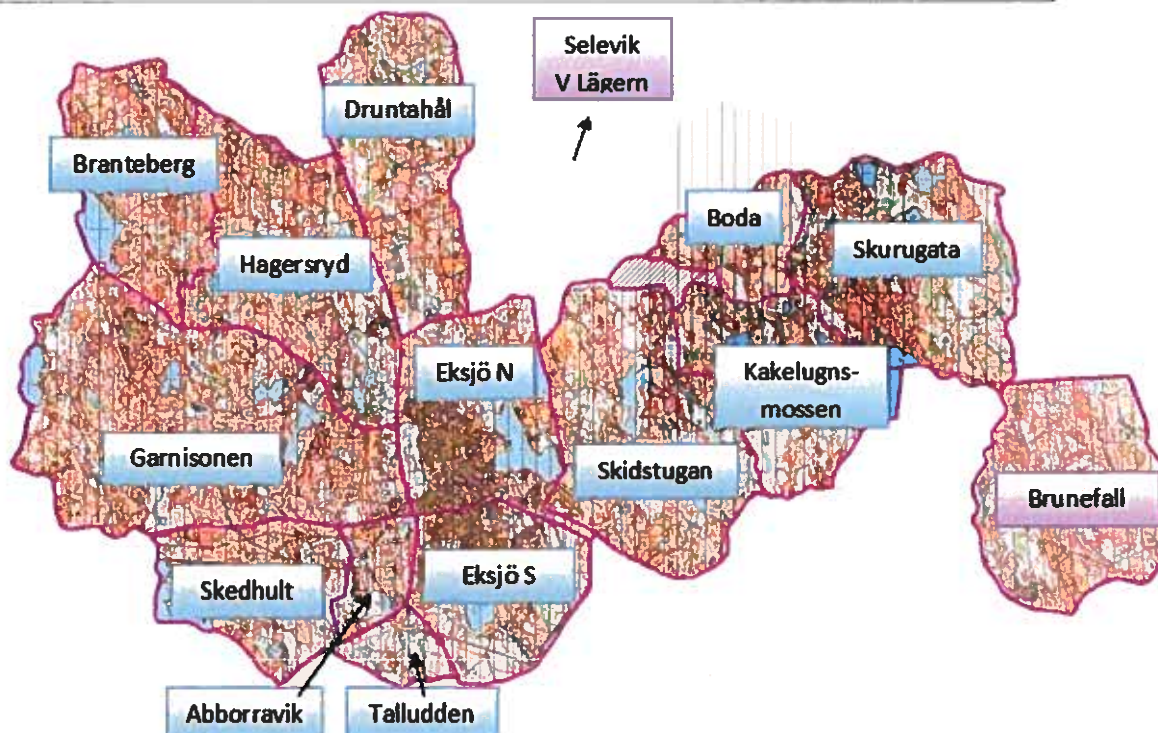 Selevik
V Lägern
Druntahål
Branteberg
Boda
Hagersryd
Skurugata
Eksjö N
Kakelugns-
mossen
Garnisonen
Skidstugan
Brunefall
Skedhult
Eksjö S
Abborravik
Talludden